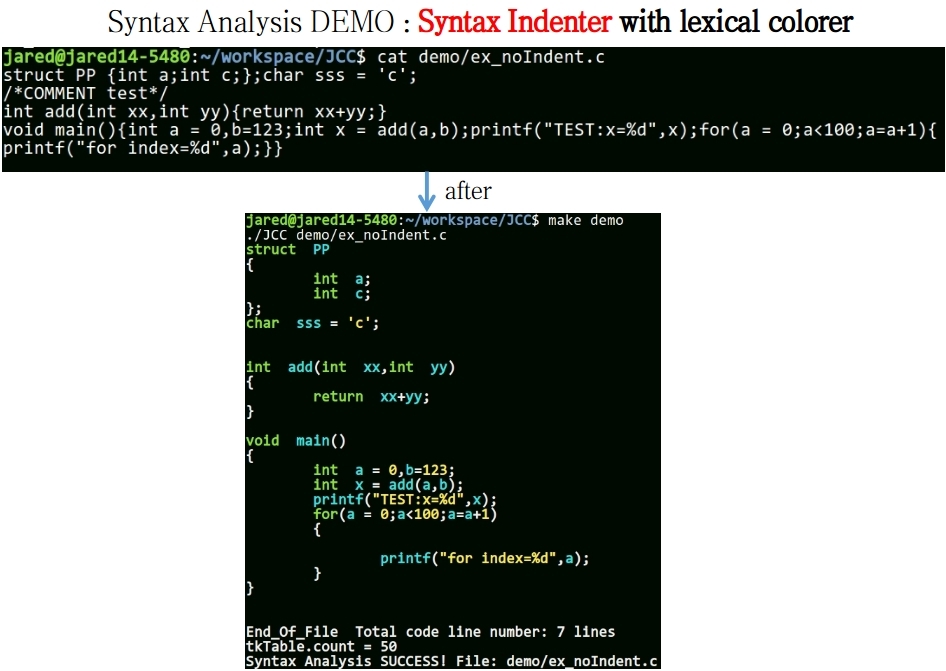 Syntax Analysis DEMO : Syntax Indenter with lexical colorer
jared@jared14-5480:~/workspace/JCC$ cat demo/ex_noIndent.c
struct PP {int a;int c;};char sss = 'c';
/*COMMENT test*/
int add(int xx,int yy){return xx+yy;}
void main(){int a = 0,b=123;int x = add(a,b);printf("TEST:x=%d",x);for(a = 0;a<100;a=a+1){
printf("for index=%d",a);}}
after
jared@jared14-5480:~/workspace/JCC$ make demo
./JCC demo/ex_noIndent.c
struct  PP
{
        int  a;
        int  c;
};
char  sss = 'c';
int  add(int  xx,int  yy)
{
        return  xx+yy;
}
void  main()
{
        int  a = 0,b=123;
        int  x = add(a,b);
        printf("TEST:x=%d",x);
        for(a = 0;a<100;a=a+1)
        {
                printf("for index=%d",a);
        }
}
End_Of_File  Total code line number: 7 lines
tkTable.count = 50
Syntax Analysis SUCCESS! File: demo/ex_noIndent.c